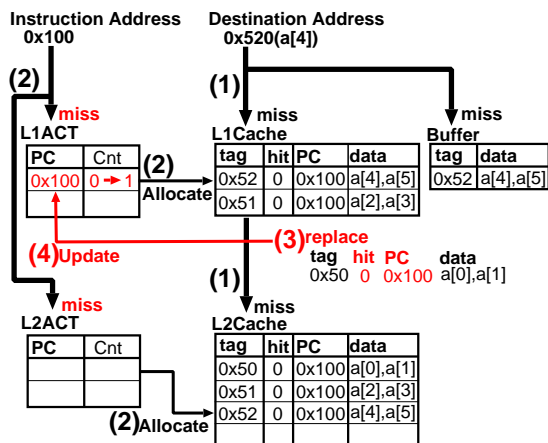 Instruction Address
0x100
Destination Address
0x520(a[4])
(2)
(1)
miss
miss
miss
L1ACT
L1Cache
Buffer
PC Cnt
0x100 0 → 1
(2)
Allocate
tag hit PC data
0x52 0 0x100 a[4],a[5]
0x51 0 0x100 a[2],a[3]
tag data
0x52 a[4],a[5]
(4) Update
(3) replace
tag hit PC data
0x50 0 0x100 a[0],a[1]
(1)
miss
miss
L2ACT
L2Cache
PC Cnt
(2) Allocate
tag hit PC data
0x50 0 0x100 a[0],a[1]
0x51 0 0x100 a[2],a[3]
0x52 0 0x100 a[4],a[5]